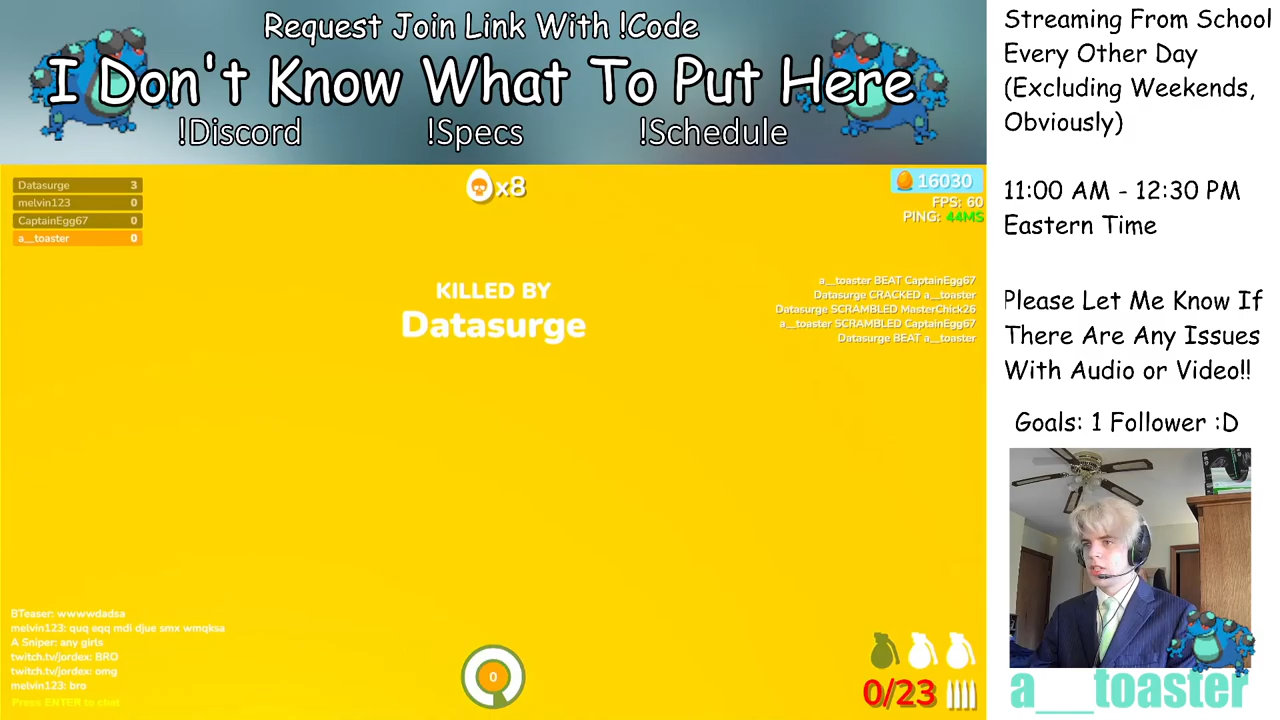 Request Join Link With !Code
I Don't Know What To Put Here
!Discord !Specs !Schedule
Streaming From School
Every Other Day
(Excluding Weekends,
Obviously)
11:00 AM - 12:30 PM
Eastern Time
Please Let Me Know If
There Are Any Issues
With Audio or Video!!
Goals: 1 Follower :D
Datasurge 3
melvin123 0
CaptainEgg67 0
a__toaster 0
x8
16030
FPS: 60
PING: 44MS
KILLED BY
Datasurge
a__toaster BEAT CaptainEgg67
Datasurge CRACKED a__toaster
Datasurge SCRAMBLED MasterChick26
a__toaster SCRAMBLED CaptainEgg67
Datasurge BEAT a__toaster
BTeaser: wwwwdadsa
melvin123: quq eqq mdi djue smx wmqksa
A Sniper: any girls
twitch.tv/jordex: BRO
twitch.tv/jordex: omg
melvin123: bro
Press ENTER to chat
0
0/23
a__toaster